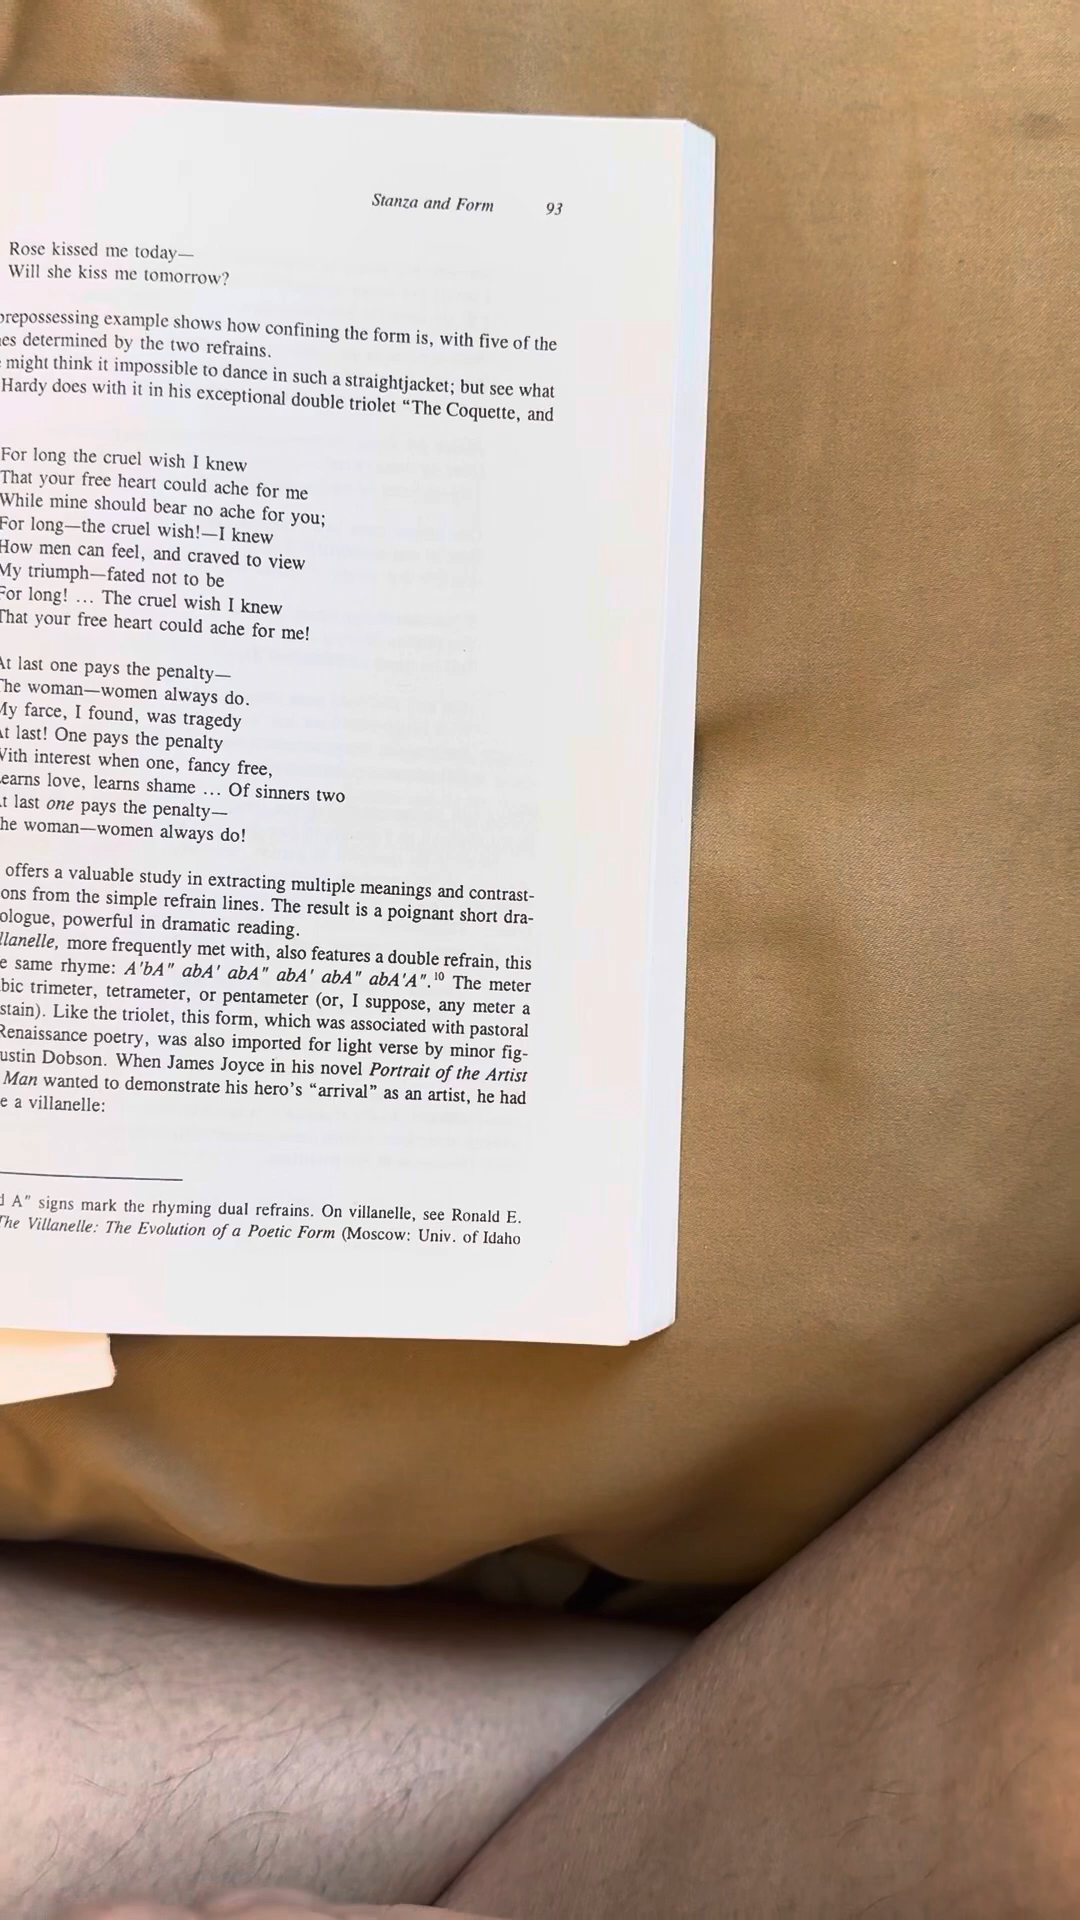 Stanza and Form 93
Rose kissed me today—
Will she kiss me tomorrow?
prepossessing example shows how confining the form is, with five of the
determined by the two refrains.
might think it impossible to dance in such a straightjacket; but see what
Hardy does with it in his exceptional double triolet “The Coquette, and
For long the cruel wish I knew
That your free heart could ache for me
While mine should bear no ache for you;
For long—the cruel wish!—I knew
How men can feel, and craved to view
My triumph—fated not to be
For long! ... The cruel wish I knew
That your free heart could ache for me!
At last one pays the penalty—
The woman—women always do.
My farce, I found, was tragedy
At last! One pays the penalty
With interest when one, fancy free,
Learns love, learns shame ... Of sinners two
At last one pays the penalty—
The woman—women always do!
offers a valuable study in extracting multiple meanings and contrast-
ons from the simple refrain lines. The result is a poignant short dra-
ologue, powerful in dramatic reading.
llanelle, more frequently met with, also features a double refrain, this
e same rhyme: A'bA" abA' abA" abA' abA" abA'A".¹⁰ The meter
bic trimeter, tetrameter, or pentameter (or, I suppose, any meter a
stain). Like the triolet, this form, which was associated with pastoral
Renaissance poetry, was also imported for light verse by minor fig-
ustin Dobson. When James Joyce in his novel Portrait of the Artist
Man wanted to demonstrate his hero’s “arrival” as an artist, he had
e a villanelle:
d A" signs mark the rhyming dual refrains. On villanelle, see Ronald E.
The Villanelle: The Evolution of a Poetic Form (Moscow: Univ. of Idaho